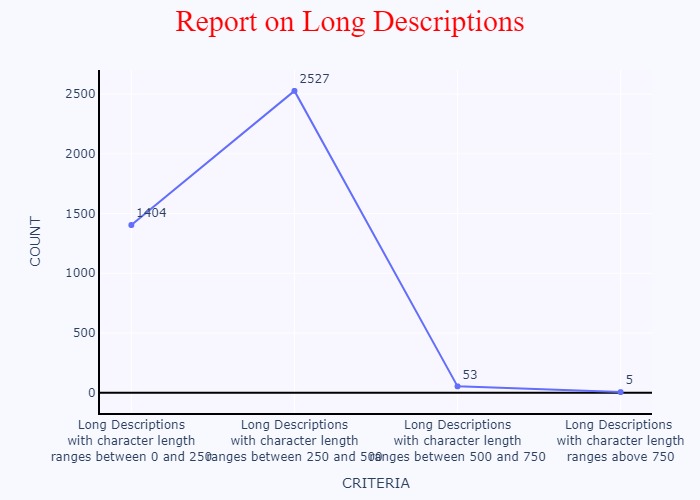 Report on Long Descriptions
2527
2500
2000
1404
1500
1000
500
53
5
0
COUNT
Long Descriptions
with character length
ranges between 0 and 250
Long Descriptions
with character length
ranges between 250 and 500
Long Descriptions
with character length
ranges between 500 and 750
Long Descriptions
with character length
ranges above 750
CRITERIA